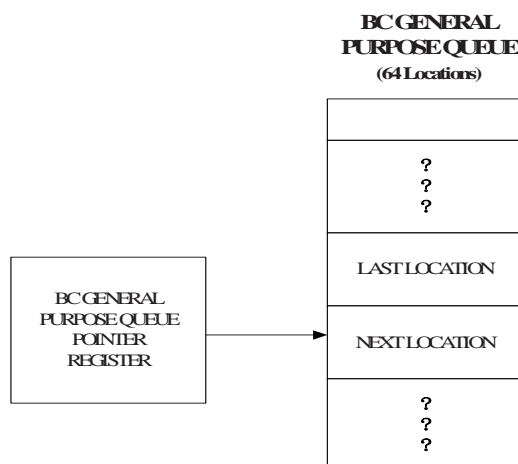 BC GENERAL
PURPOSE QUEUE
(64 Locations)
?
?
?
LAST LOCATION
BC GENERAL
PURPOSE QUEUE
POINTER
REGISTER
NEXT LOCATION
?
?
?